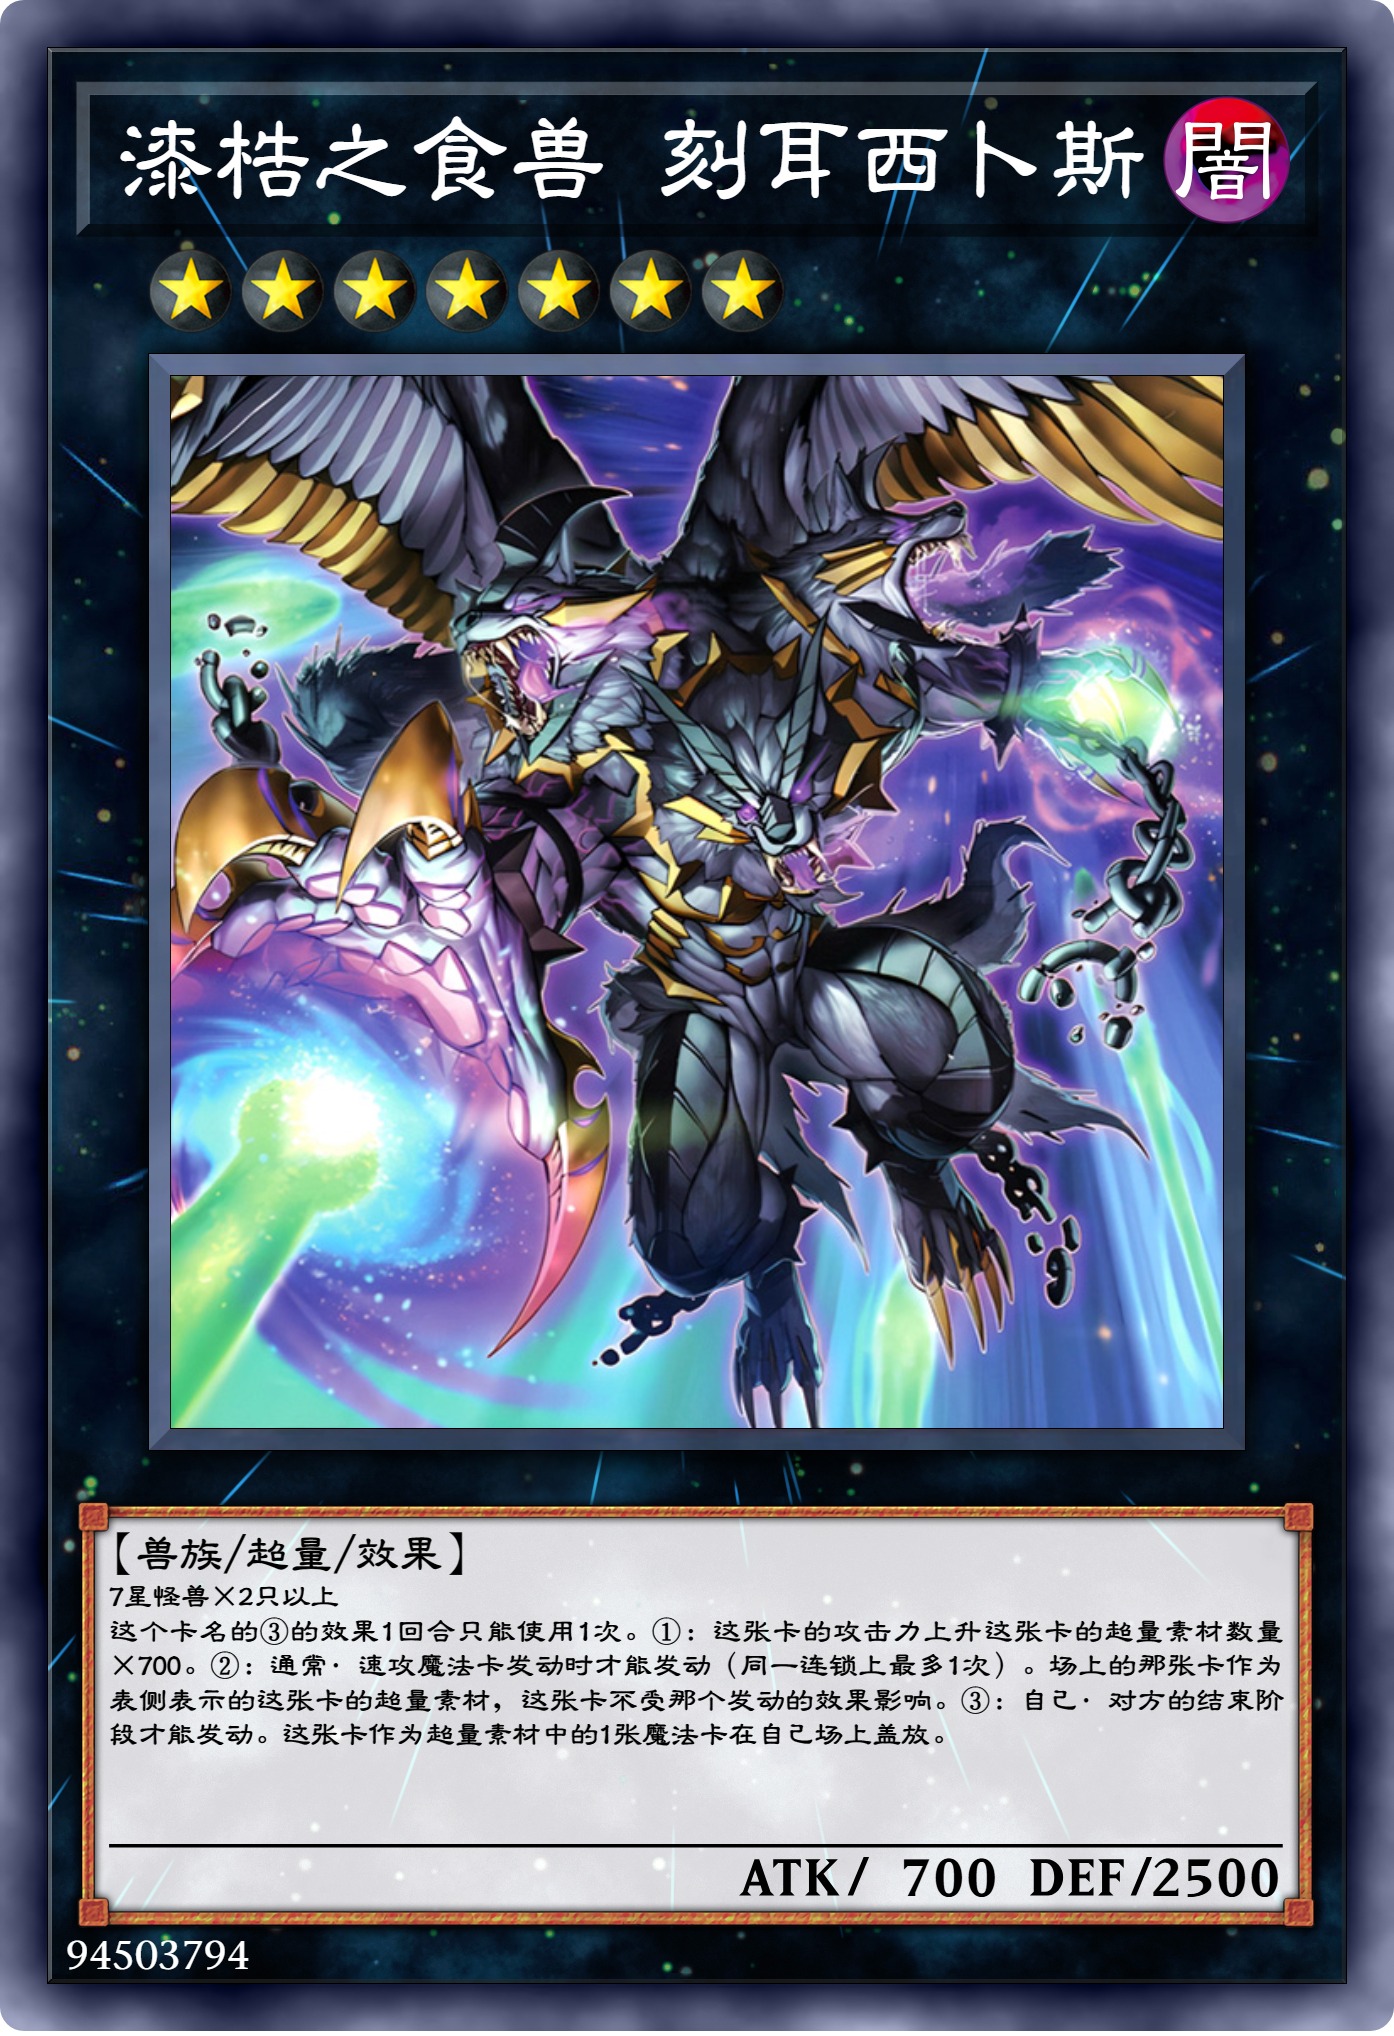 漆梏之食兽 刻耳西卜斯 闇
【兽族/超量/效果】
7星怪兽×2只以上
这个卡名的③的效果1回合只能使用1次。①：这张卡的攻击力上升这张卡的超量素材数量
×700。②：通常·速攻魔法卡发动时才能发动（同一连锁上最多1次）。场上的那张卡作为
表侧表示的这张卡的超量素材，这张卡不受那个发动的效果影响。③：自己·对方的结束阶
段才能发动。这张卡作为超量素材中的1张魔法卡在自己场上盖放。
ATK/ 700 DEF/2500
94503794